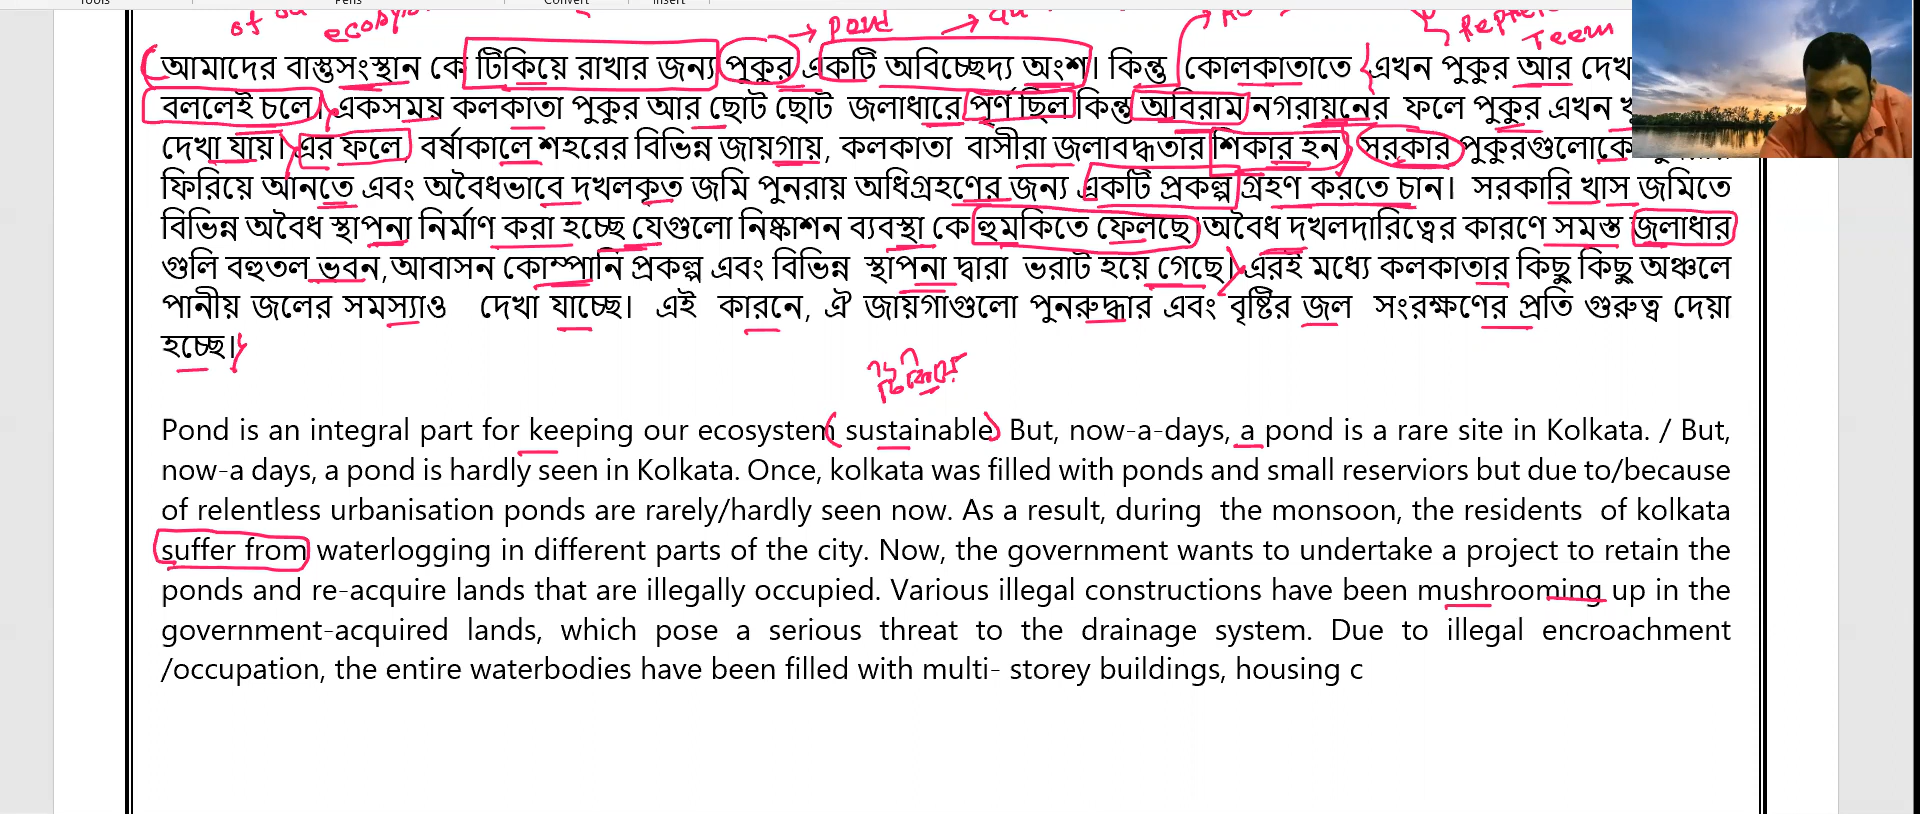 Tools Pens Convert Insert
of our ecosy
→ pond →
Teem
আমাদের বাস্তুসংস্থান কে টিকিয়ে রাখার জন্য পুকুর একটি অবিচ্ছেদ্য অংশ। কিন্তু কোলকাতাতে এখন পুকুর আর দেখ
বললেই চলে। একসময় কলকাতা পুকুর আর ছোট ছোট জলাধারে পূর্ণ ছিল কিন্তু অবিরাম নগরায়নের ফলে পুকুর এখন
দেখা যায়। এর ফলে, বর্ষাকালে শহরের বিভিন্ন জায়গায়, কলকাতা বাসীরা জলাবদ্ধতার শিকার হন। সরকার পুকুরগুলোকে
ফিরিয়ে আনতে এবং অবৈধভাবে দখলকৃত জমি পুনরায় অধিগ্রহণের জন্য একটি প্রকল্প গ্রহণ করতে চান। সরকারি খাস জমিতে
বিভিন্ন অবৈধ স্থাপনা নির্মাণ করা হচ্ছে যেগুলো নিষ্কাশন ব্যবস্থা কে হুমকিতে ফেলছে।অবৈধ দখলদারিত্বের কারণে সমস্ত জলাধার
গুলি বহুতল ভবন,আবাসন কোম্পানি প্রকল্প এবং বিভিন্ন স্থাপনা দ্বারা ভরাট হয়ে গেছে। এরই মধ্যে কলকাতার কিছু কিছু অঞ্চলে
পানীয় জলের সমস্যাও দেখা যাচ্ছে। এই কারনে, ঐ জায়গাগুলো পুনরুদ্ধার এবং বৃষ্টির জল সংরক্ষণের প্রতি গুরুত্ব দেয়া
হচ্ছে।
Pond is an integral part for keeping our ecosystem sustainable. But, now-a-days, a pond is a rare site in Kolkata. / But,
now-a days, a pond is hardly seen in Kolkata. Once, kolkata was filled with ponds and small reserviors but due to/because
of relentless urbanisation ponds are rarely/hardly seen now. As a result, during the monsoon, the residents of kolkata
suffer from waterlogging in different parts of the city. Now, the government wants to undertake a project to retain the
ponds and re-acquire lands that are illegally occupied. Various illegal constructions have been mushrooming up in the
government-acquired lands, which pose a serious threat to the drainage system. Due to illegal encroachment
/occupation, the entire waterbodies have been filled with multi- storey buildings, housing c